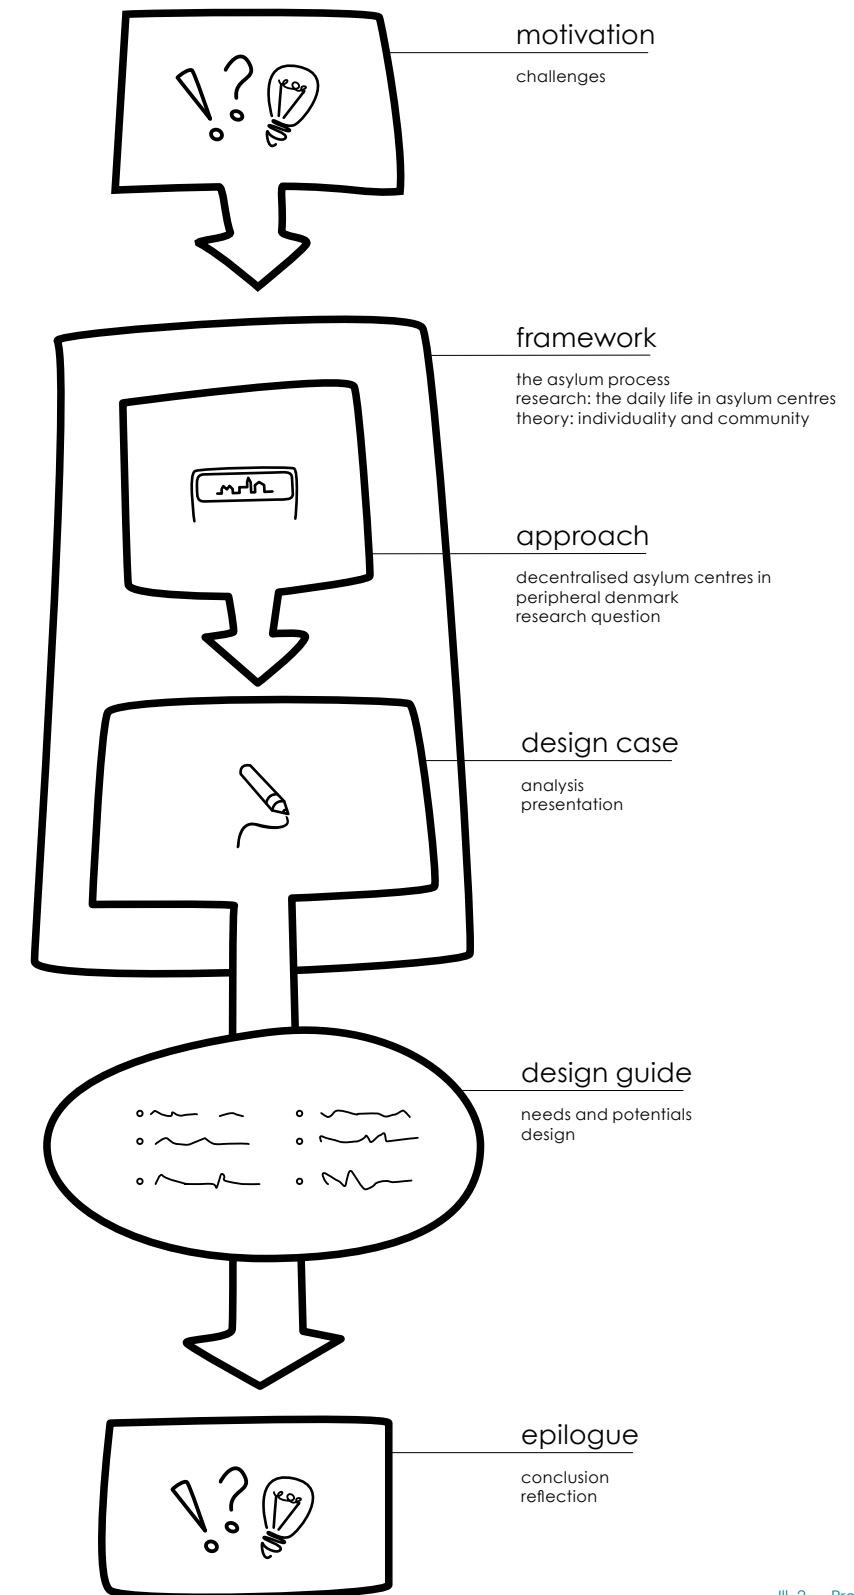 motivation
challenges
framework
the asylum process
research: the daily life in asylum centres
theory: individuality and community
approach
decentralised asylum centres in
peripheral denmark
research question
design case
analysis
presentation
design guide
needs and potentials
design
epilogue
conclusion
reflection